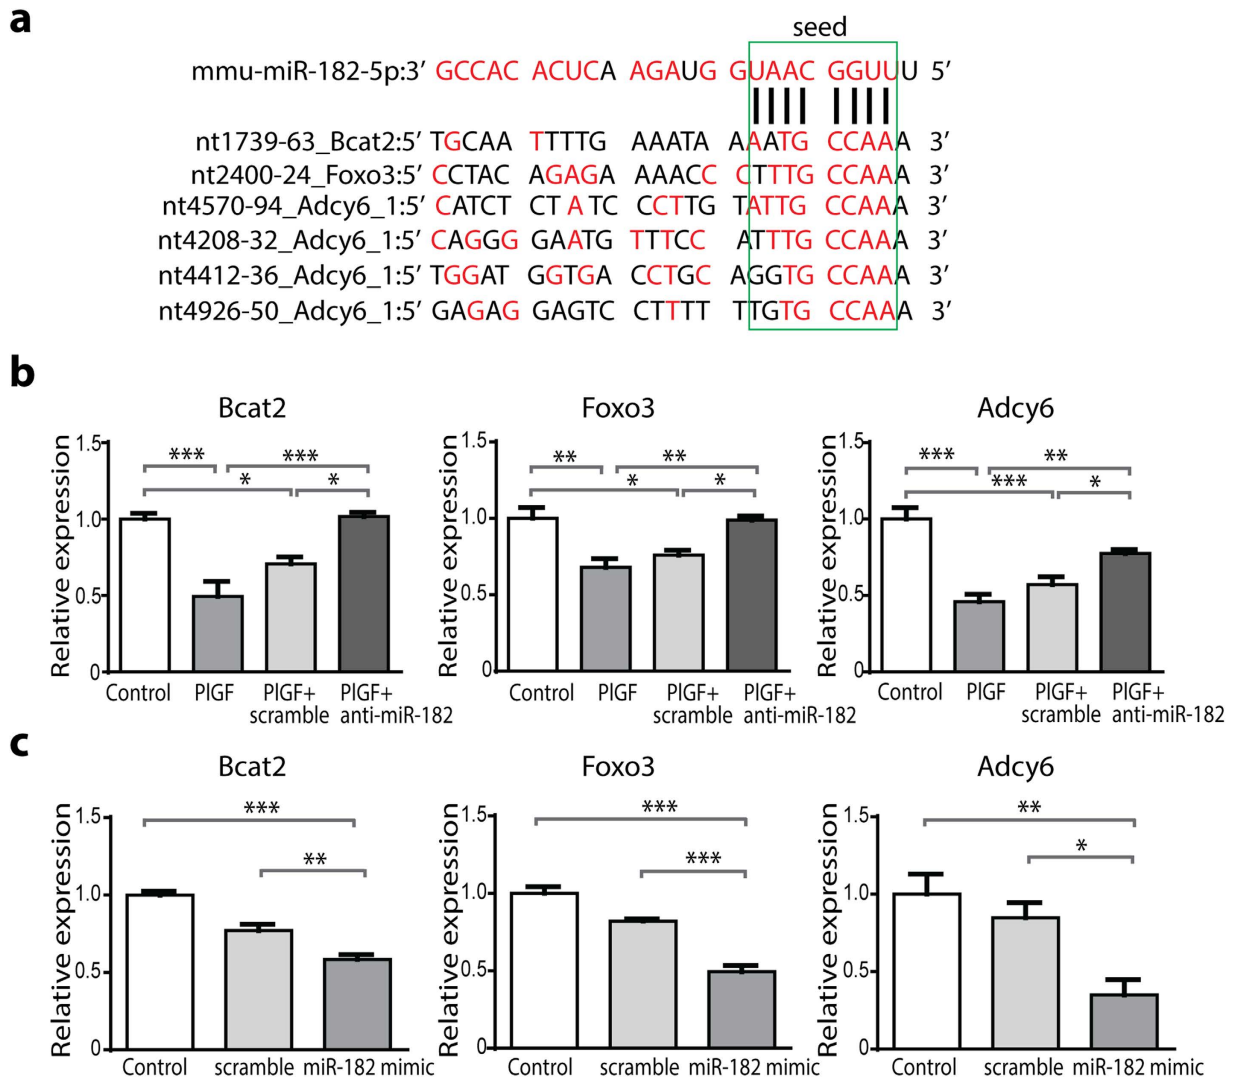 a
seed
mmu-miR-182-5p:3′ GCCAC ACUCA AGAUG GUAAC GGUUU 5′
nt1739-63_Bcat2:5′ TGCAA TTTTG AAATA AAATG CCAAA 3′
nt2400-24_Foxo3:5′ CCTAC AGAGA AAACC CTTTG CCAAA 3′
nt4570-94_Adcy6_1:5′ CATCT CT A TC CCTTG TATTG CCAAA 3′
nt4208-32_Adcy6_1:5′ CAGGG GAATG TTTCC ATTTG CCAAA 3′
nt4412-36_Adcy6_1:5′ TGGAT GGTGA CCTGC AGGTG CCAAA 3′
nt4926-50_Adcy6_1:5′ GAGAG GAGTC CTTTT TTGTG CCAAA 3′
b
Bcat2
Relative expression
1.5
1.0
0.5
0
***
***
*
*
Control PlGF PlGF+ PlGF+
scramble anti-miR-182
Foxo3
Relative expression
1.5
1.0
0.5
0
**
**
*
*
Control PlGF PlGF+ PlGF+
scramble anti-miR-182
Adcy6
Relative expression
1.5
1.0
0.5
0
***
**
***
*
Control PlGF PlGF+ PlGF+
scramble anti-miR-182
c
Bcat2
Relative expression
1.5
1.0
0.5
0
***
**
Control scramble miR-182 mimic
Foxo3
Relative expression
1.5
1.0
0.5
0
***
***
Control scramble miR-182 mimic
Adcy6
Relative expression
1.5
1.0
0.5
0
**
*
Control scramble miR-182 mimic